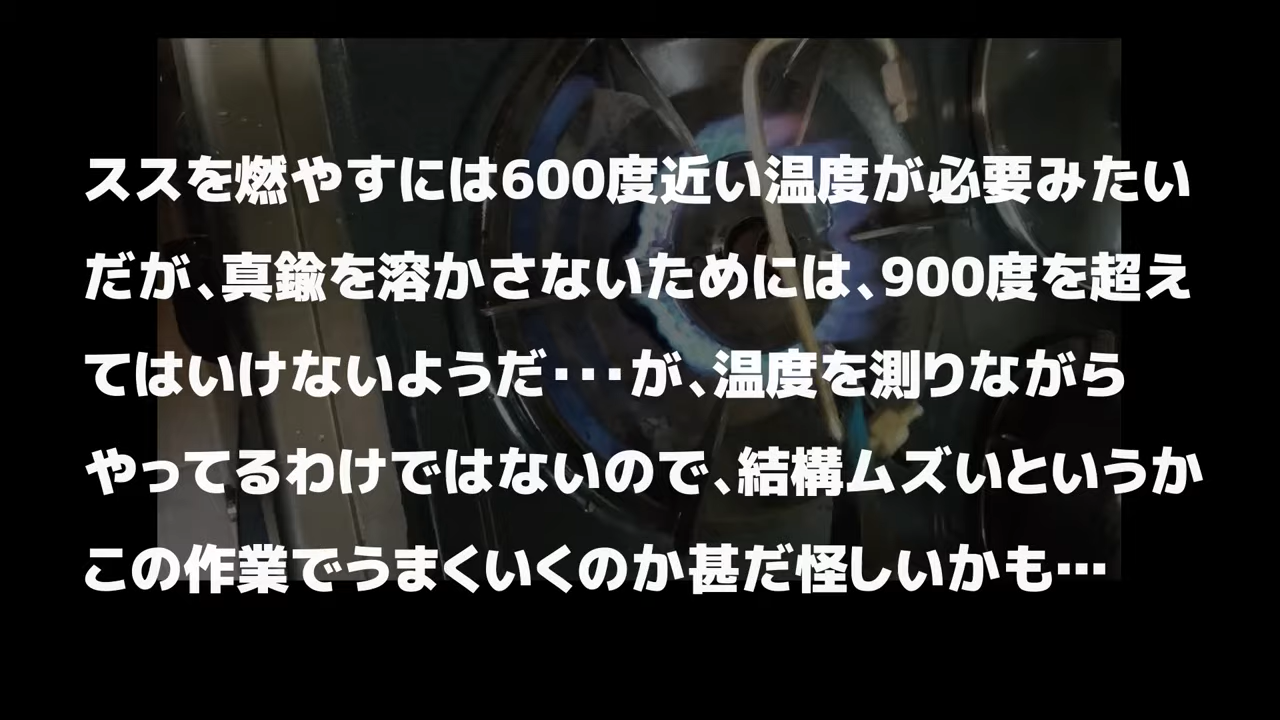 ススを燃やすには600度近い温度が必要みたい
だが、真鍮を溶かさないためには、900度を超え
てはいけないようだ･･･が、温度を測りながら
やってるわけではないので、結構ムズいというか
この作業でうまくいくのか甚だ怪しいかも…